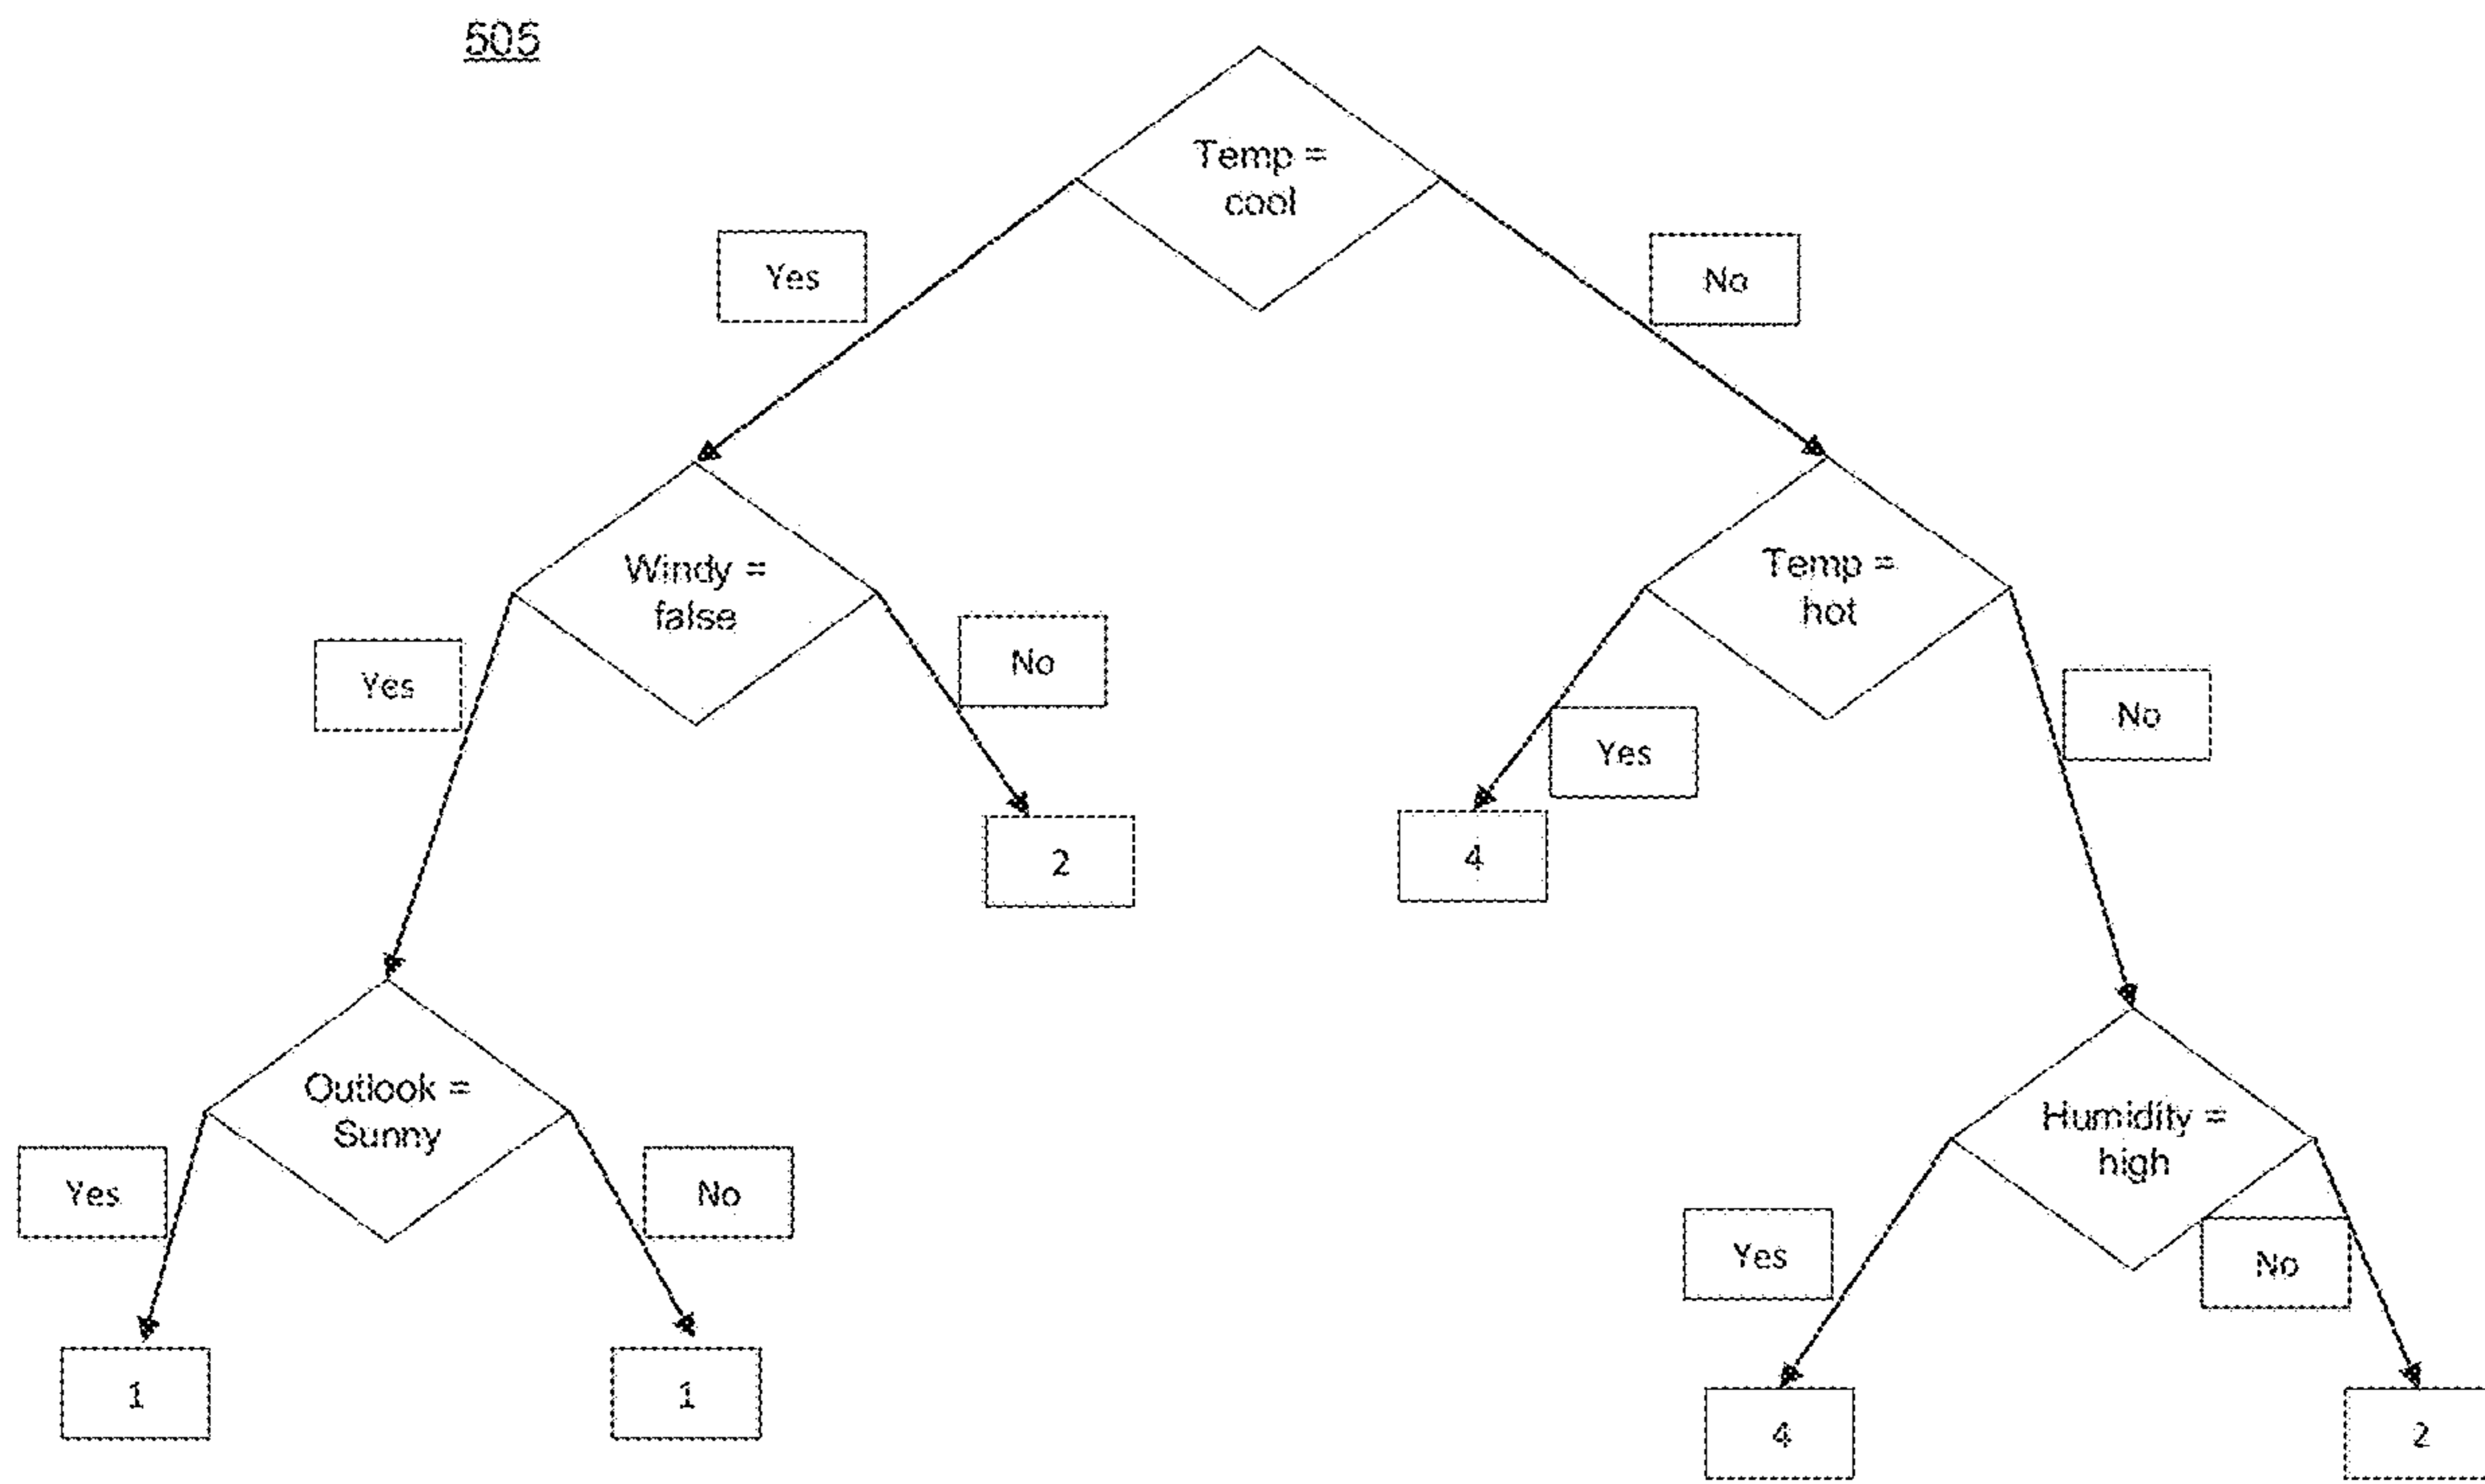 505
Temp =
cool
Yes
No
Windy =
false
Temp =
hot
Yes
No
Yes
No
2
4
Outlook =
Sunny
Humidity =
high
Yes
No
Yes
No
1
1
4
2